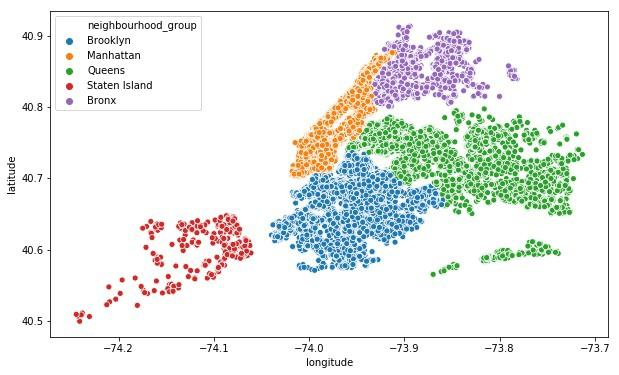 neighbourhood_group
Brooklyn
Manhattan
Queens
Staten Island
Bronx
40.9
40.8
40.7
40.6
40.5
latitude
−74.2
−74.1
−74.0
−73.9
−73.8
−73.7
longitude